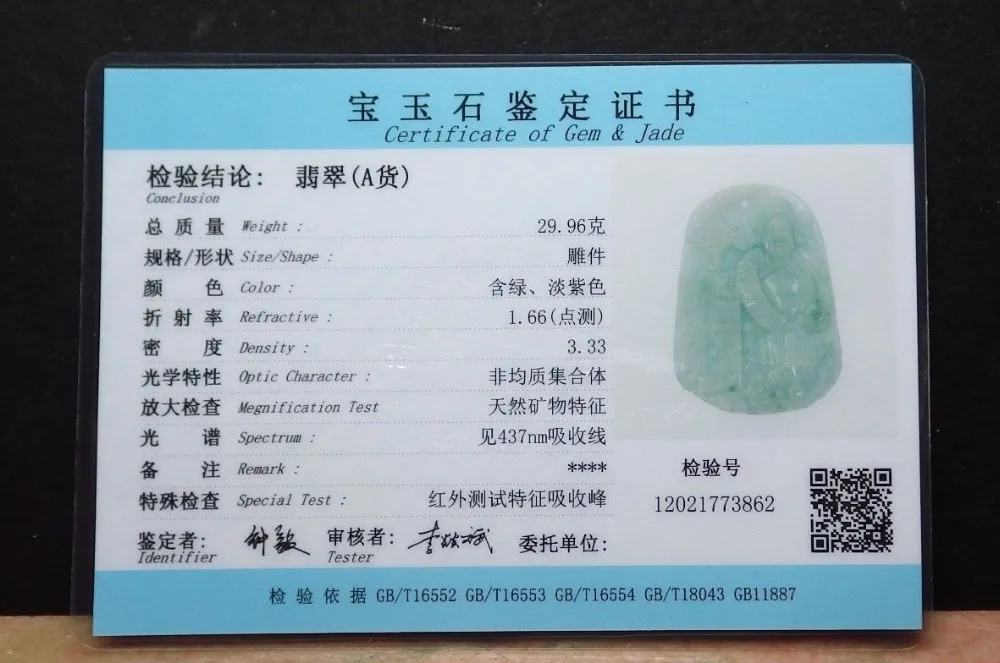 宝玉石鉴定证书
Certificate of Gem & Jade
检验结论: 翡翠(A货)
Conclusion
总质量 Weight : 29.96克
规格/形状 Size/Shape : 雕件
颜色 Color : 含绿、淡紫色
折射率 Refractive : 1.66(点测)
密度 Density : 3.33
光学特性 Optic Character : 非均质集合体
放大检查 Megnification Test 天然矿物特征
光谱 Spectrum : 见437nm吸收线
备注 Remark : ****
特殊检查 Special Test : 红外测试特征吸收峰
检验号
12021773862
鉴定者: 审核者: 委托单位:
Identifier Tester
检验依据 GB/T16552 GB/T16553 GB/T16554 GB/T18043 GB11887